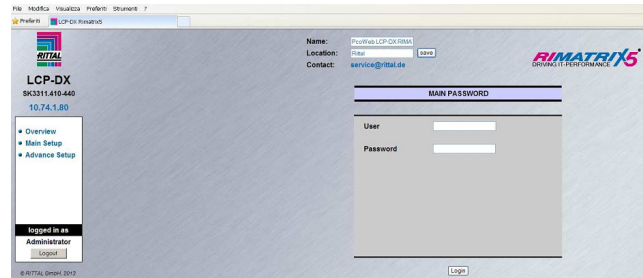 File Modifica Visualizza Preferiti Strumenti ?
Preferiti LCP-DX Rimatrix5
RITTAL
LCP-DX
SK3311.410-440
10.74.1.80
Overview
Main Setup
Advance Setup
logged in as
Administrator
Logout
© RITTAL GmbH, 2012
Name: PcoWeb LCP-DX RIMA
Location: Rittal save
Contact: service@rittal.de
RIMATRIX5
DRIVING IT-PERFORMANCE
MAIN PASSWORD
User
Password
Login